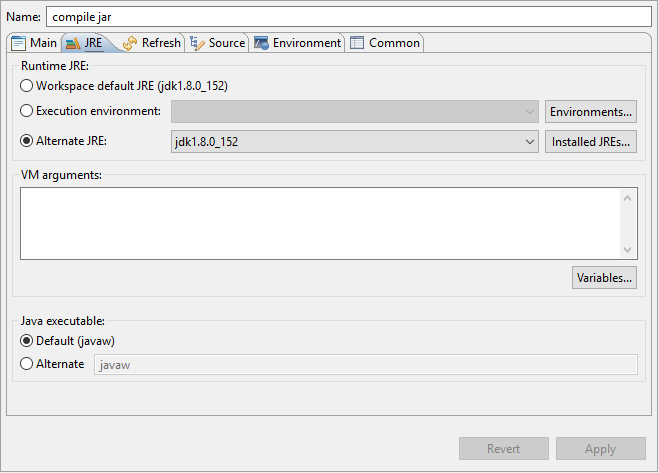 Name: compile jar
Main JRE Refresh Source Environment Common
Runtime JRE:
Workspace default JRE (jdk1.8.0_152)
Execution environment: Environments...
Alternate JRE: jdk1.8.0_152 Installed JREs...
VM arguments:
Variables...
Java executable:
Default (javaw)
Alternate javaw
Revert Apply